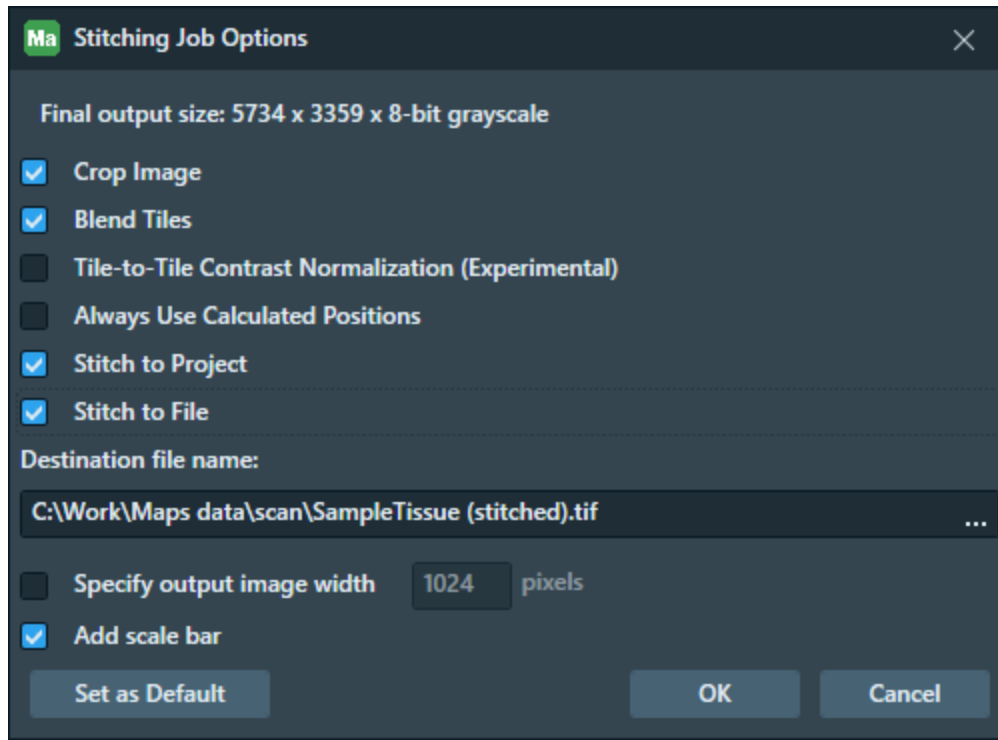 Ma Stitching Job Options
Final output size: 5734 x 3359 x 8-bit grayscale
Crop Image
Blend Tiles
Tile-to-Tile Contrast Normalization (Experimental)
Always Use Calculated Positions
Stitch to Project
Stitch to File
Destination file name:
C:\Work\Maps data\scan\SampleTissue (stitched).tif ...
Specify output image width 1024 pixels
Add scale bar
Set as Default OK Cancel